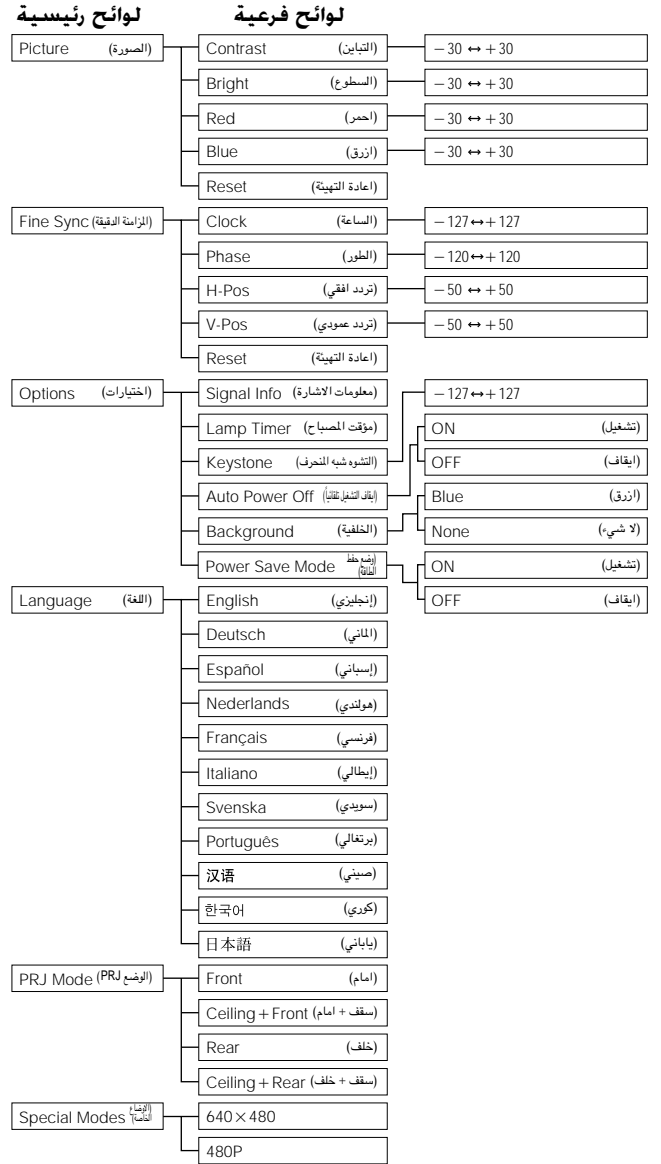 لوائح رئيسية لوائح فرعية
Picture (الصورة) Contrast (التباين) −30 ↔ +30
Bright (السطوع) −30 ↔ +30
Red (احمر) −30 ↔ +30
Blue (ازرق) −30 ↔ +30
Reset (اعادة التهيئة)
Fine Sync (المزامنة الدقيقة) Clock (الساعة) −127 ↔ +127
Phase (الطور) −120 ↔ +120
H-Pos (تردد افقي) −50 ↔ +50
V-Pos (تردد عمودي) −50 ↔ +50
Reset (اعادة التهيئة)
Options (اختيارات) Signal Info (معلومات الاشارة) −127 ↔ +127
Lamp Timer (مؤقت المصباح) ON (تشغيل)
Keystone (التشوه شبه المنحرف) OFF (ايقاف)
Auto Power Off (ايقاف التشغيل تلقائياً) Blue (ازرق)
Background (الخلفية) None (لا شيء)
Power Save Mode (وضع حفظ الطاقة) ON (تشغيل)
Language (اللغة) English (إنجليزي) OFF (ايقاف)
Deutsch (الماني)
Español (إسباني)
Nederlands (هولندي)
Français (فرنسي)
Italiano (إيطالي)
Svenska (سويدي)
Português (برتغالي)
汉语 (صيني)
한국어 (كوري)
日本語 (ياباني)
PRJ Mode (الوضع PRJ) Front (امام)
Ceiling + Front (سقف + امام)
Rear (خلف)
Ceiling + Rear (سقف + خلف)
Special Modes (الاوضاع الخاصة) 640 × 480
480P